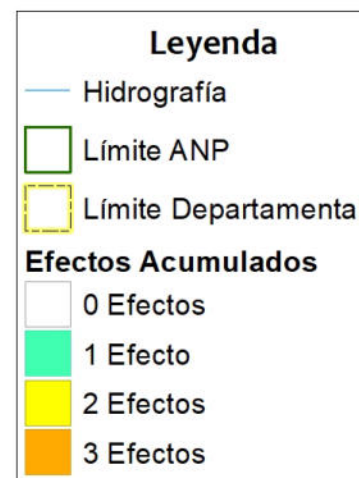 Leyenda
Hidrografía
Límite ANP
Límite Departamenta
Efectos Acumulados
0 Efectos
1 Efecto
2 Efectos
3 Efectos